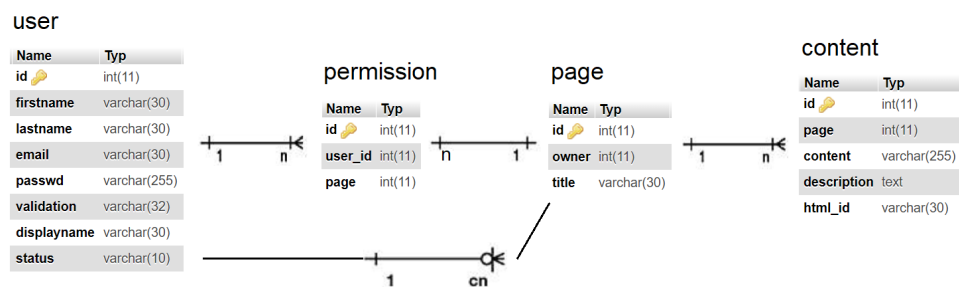 user
Name Typ
id int(11)
firstname varchar(30)
lastname varchar(30)
email varchar(30)
passwd varchar(255)
validation varchar(32)
displayname varchar(30)
status varchar(10)
1 n
permission
Name Typ
id int(11)
user_id int(11)
page int(11)
n 1
page
Name Typ
id int(11)
owner int(11)
title varchar(30)
1 n
content
Name Typ
id int(11)
page int(11)
content varchar(255)
description text
html_id varchar(30)
1 cn